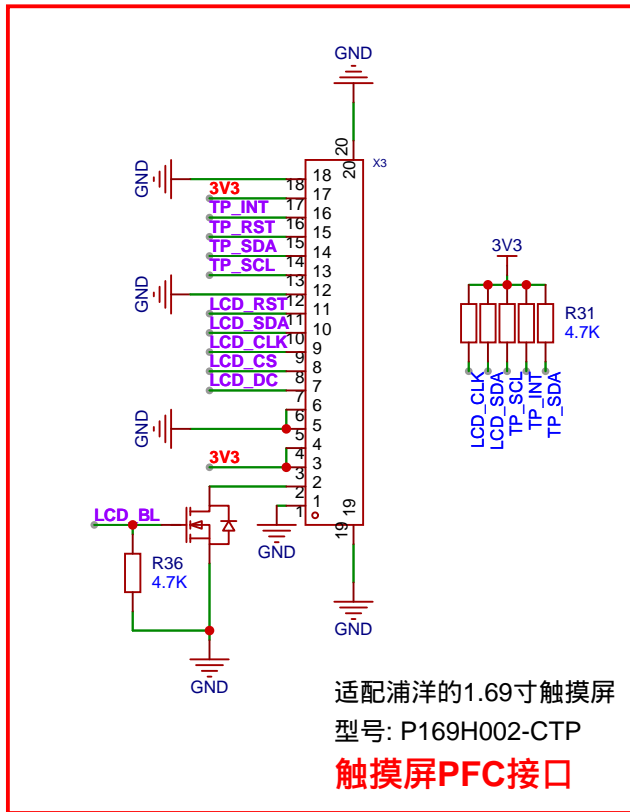 GND
20
20
X3
GND
18
18
3V3
17
17
TP_INT
16
16
TP_RST
15
15
TP_SDA
14
14
TP_SCL
13
13
GND
12
12
LCD_RST
11
11
LCD_SDA
10
10
LCD_CLK
9
9
LCD_CS
8
8
LCD_DC
7
7
6
6
GND
5
5
4
4
3V3
3
3
2
2
1
1
19
19
LCD_BL
R36
4.7K
GND
GND
GND
3V3
R31
4.7K
LCD_CLK
LCD_SDA
TP_SCL
TP_INT
TP_SDA
适配浦洋的1.69寸触摸屏
型号: P169H002-CTP
触摸屏PFC接口